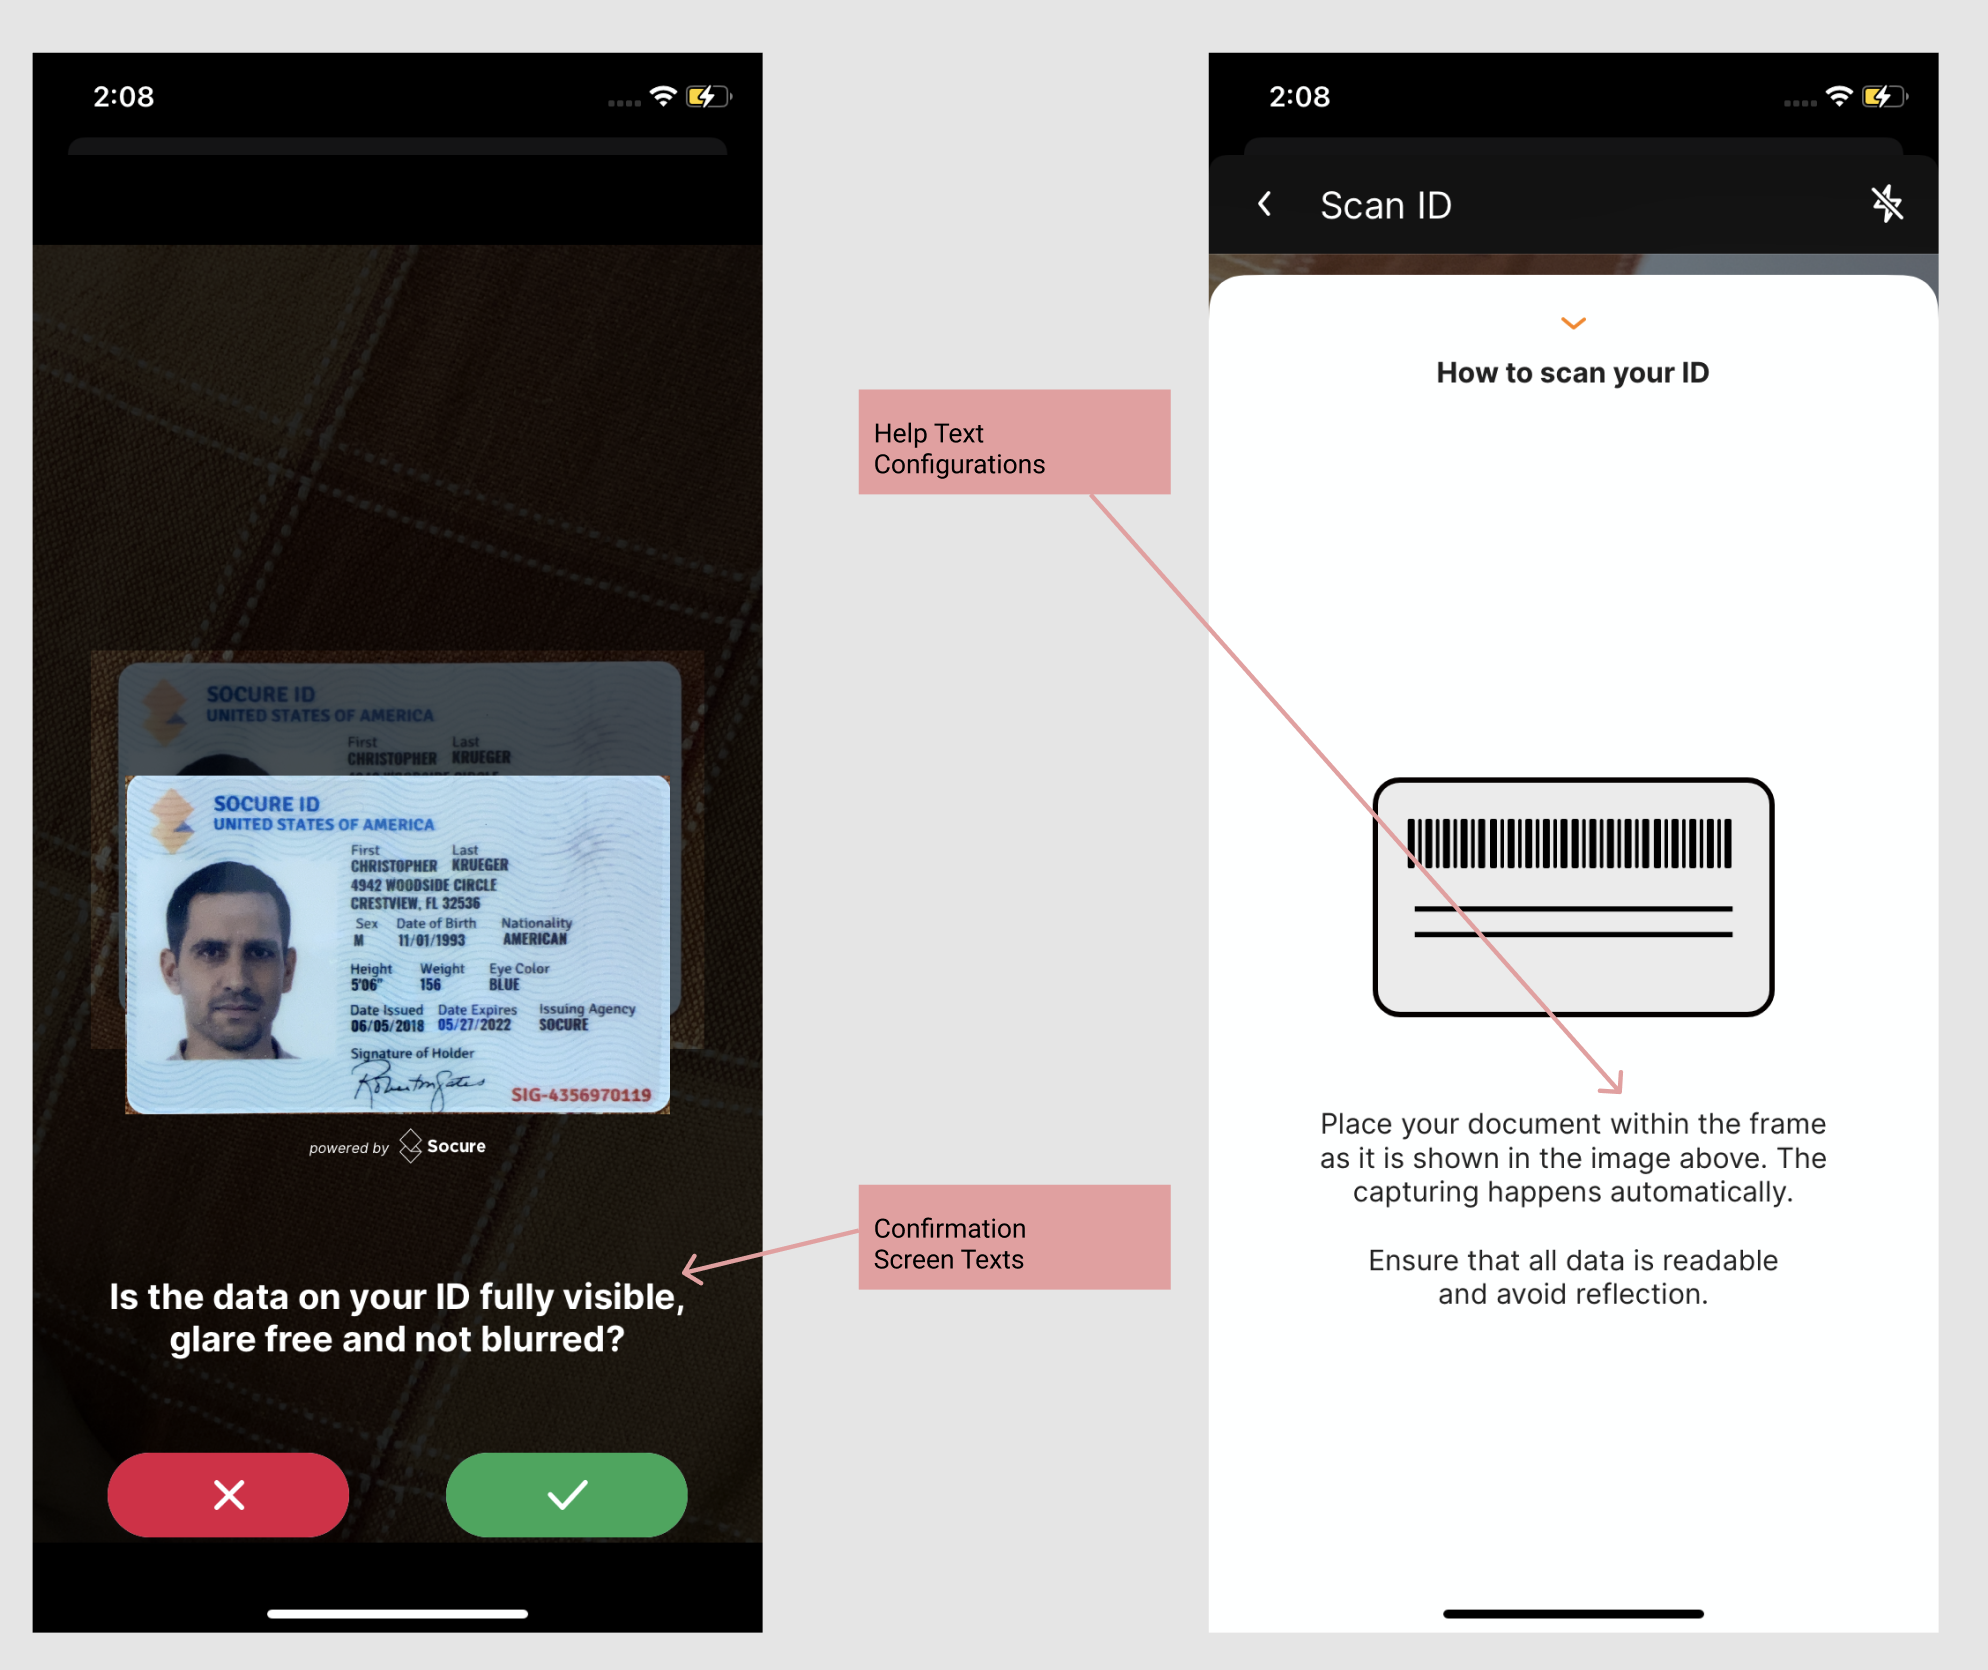 2:08
SOCURE ID
UNITED STATES OF AMERICA
First Last
CHRISTOPHER KRUEGER
SOCURE ID
UNITED STATES OF AMERICA
First Last
CHRISTOPHER KRUEGER
4942 WOODSIDE CIRCLE
CRESTVIEW, FL 32536
Sex Date of Birth Nationality
M 11/01/1993 AMERICAN
Height Weight Eye Color
5'06" 156 BLUE
Date Issued Date Expires Issuing Agency
06/05/2018 05/27/2022 SOCURE
Signature of Holder
SIG-4356970119
powered by Socure
Is the data on your ID fully visible,
glare free and not blurred?
Help Text
Configurations
Confirmation
Screen Texts
2:08
Scan ID
How to scan your ID
Place your document within the frame
as it is shown in the image above. The
capturing happens automatically.
Ensure that all data is readable
and avoid reflection.